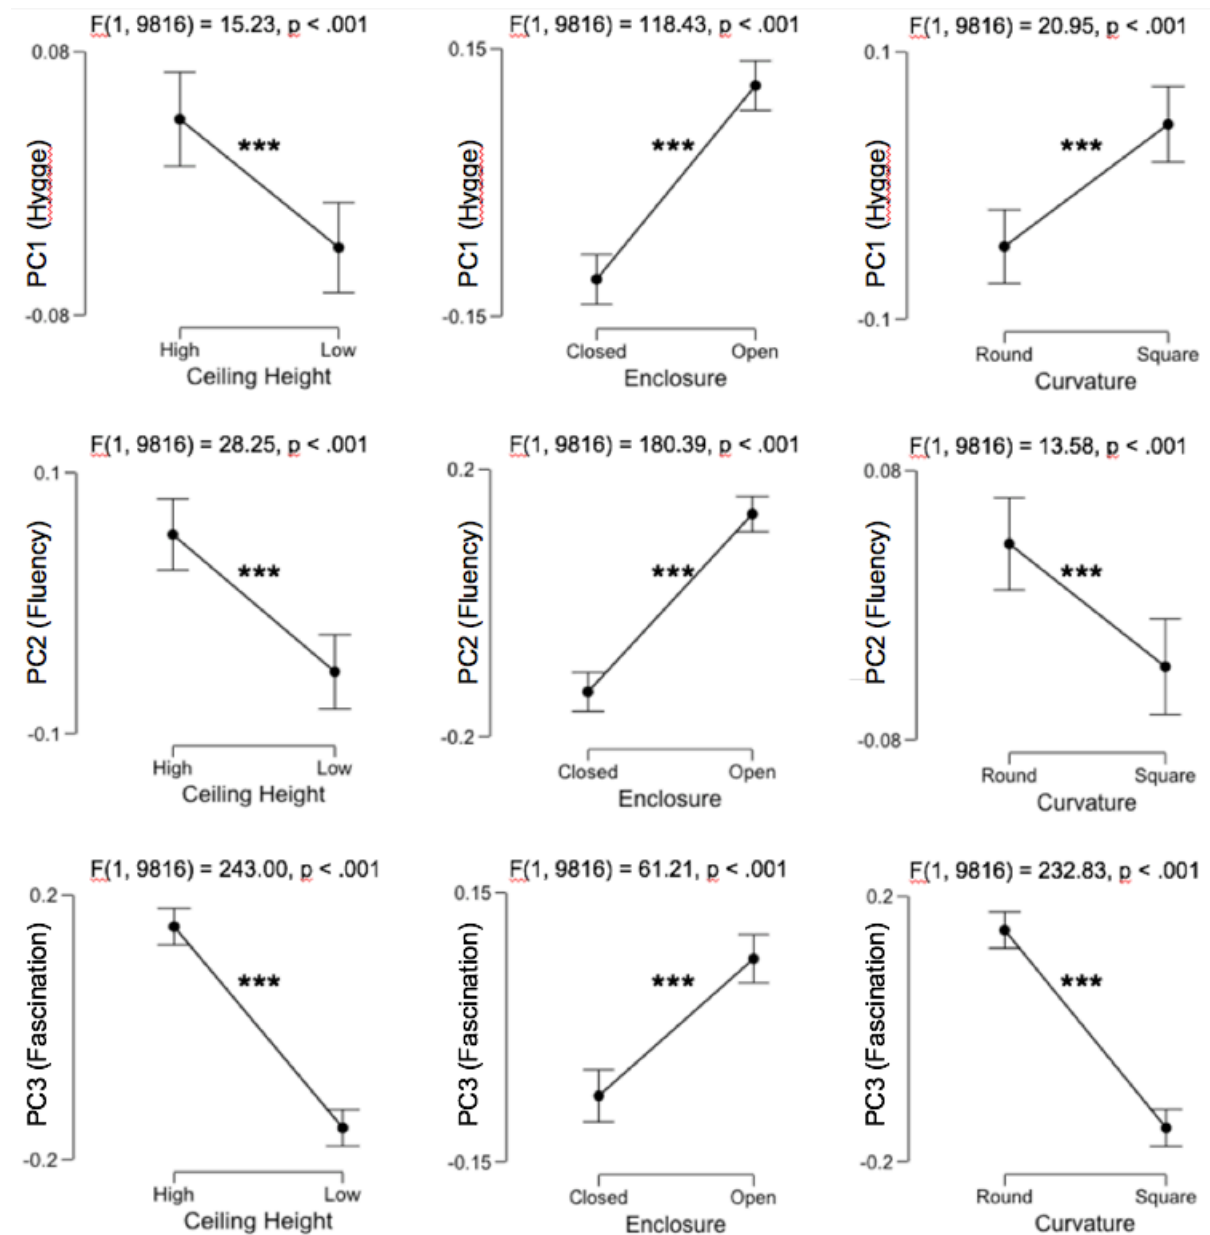 F(1, 9816) = 15.23, p < .001
0.08
PC1 (Hygge)
***
-0.08
High Low
Ceiling Height
F(1, 9816) = 118.43, p < .001
0.15
PC1 (Hygge)
***
-0.15
Closed Open
Enclosure
F(1, 9816) = 20.95, p < .001
0.1
PC1 (Hygge)
***
-0.1
Round Square
Curvature
F(1, 9816) = 28.25, p < .001
0.1
PC2 (Fluency)
***
-0.1
High Low
Ceiling Height
F(1, 9816) = 180.39, p < .001
0.2
PC2 (Fluency)
***
-0.2
Closed Open
Enclosure
F(1, 9816) = 13.58, p < .001
0.08
PC2 (Fluency)
***
-0.08
Round Square
Curvature
F(1, 9816) = 243.00, p < .001
0.2
PC3 (Fascination)
***
-0.2
High Low
Ceiling Height
F(1, 9816) = 61.21, p < .001
0.15
PC3 (Fascination)
***
-0.15
Closed Open
Enclosure
F(1, 9816) = 232.83, p < .001
0.2
PC3 (Fascination)
***
-0.2
Round Square
Curvature